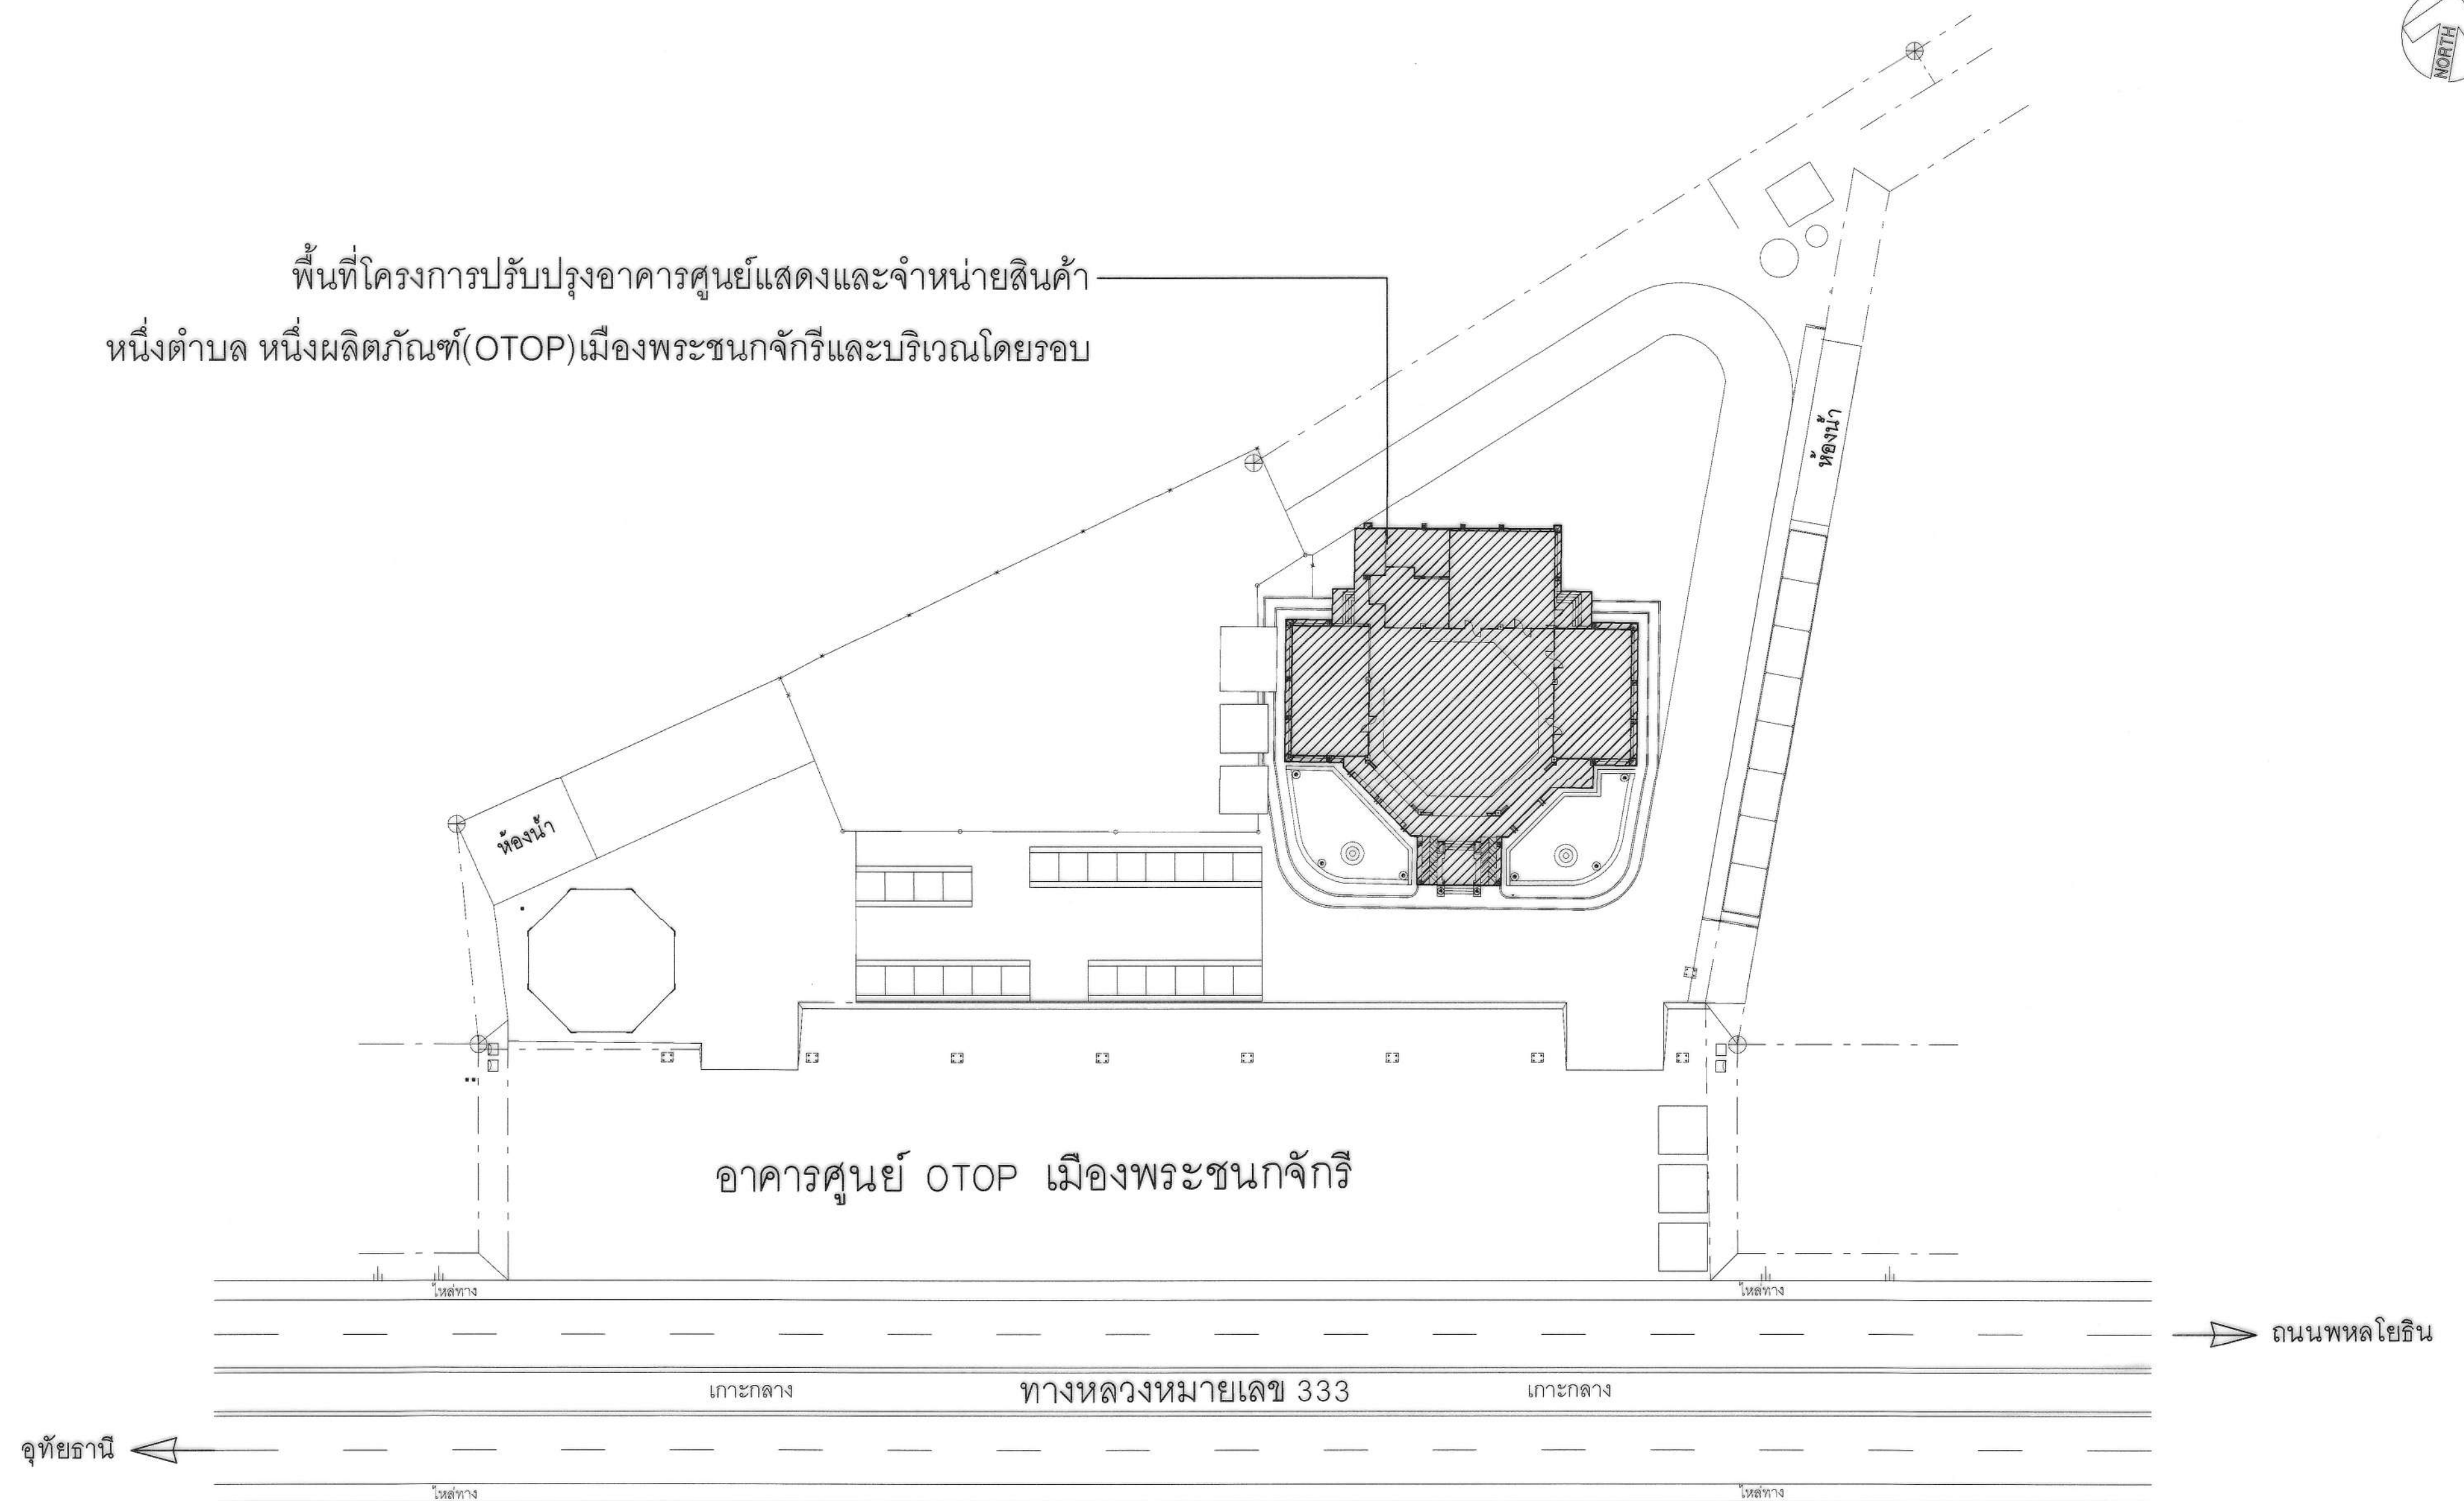 NORTH
พื้นที่โครงการปรับปรุงอาคารศูนย์แสดงและจำหน่ายสินค้า
หนึ่งตำบล หนึ่งผลิตภัณฑ์(OTOP)เมืองพระชนกจักรีและบริเวณโดยรอบ
ห้องน้ำ
ห้องน้ำ
อาคารศูนย์ OTOP เมืองพระชนกจักรี
ไหล่ทาง
ไหล่ทาง
ถนนพหลโยธิน
เกาะกลาง
ทางหลวงหมายเลข 333
เกาะกลาง
อุทัยธานี
ไหล่ทาง
ไหล่ทาง